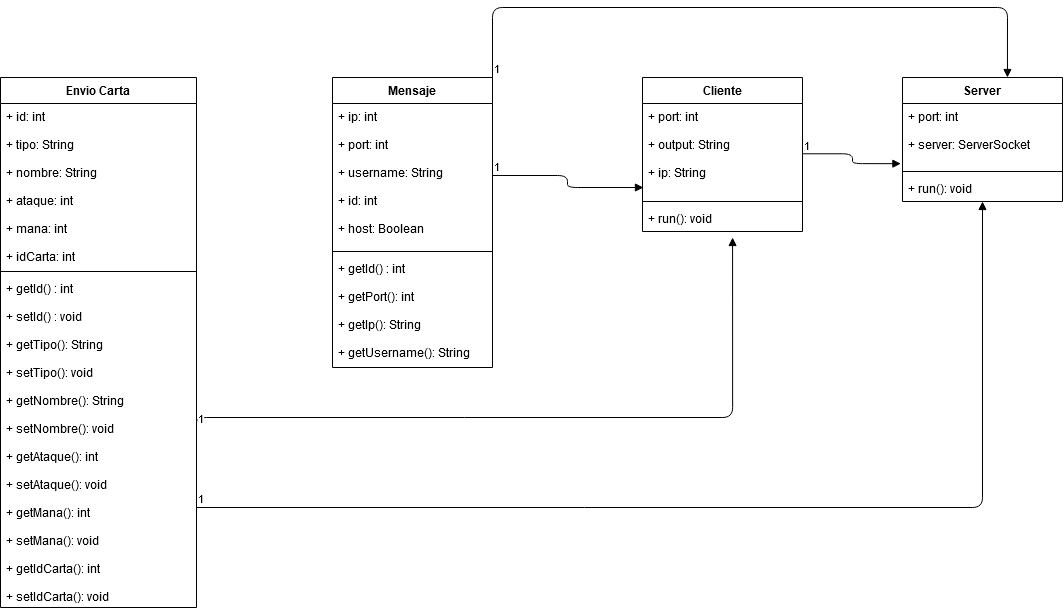 Envio Carta
+ id: int
+ tipo: String
+ nombre: String
+ ataque: int
+ mana: int
+ idCarta: int
+ getId() : int
+ setId() : void
+ getTipo(): String
+ setTipo(): void
+ getNombre(): String
+ setNombre(): void
+ getAtaque(): int
+ setAtaque(): void
+ getMana(): int
+ setMana(): void
+ getIdCarta(): int
+ setIdCarta(): void
1
1
Mensaje
+ ip: int
+ port: int
+ username: String
+ id: int
+ host: Boolean
+ getId() : int
+ getPort(): int
+ getIp(): String
+ getUsername(): String
1
1
Cliente
+ port: int
+ output: String
+ ip: String
+ run(): void
1
Server
+ port: int
+ server: ServerSocket
+ run(): void